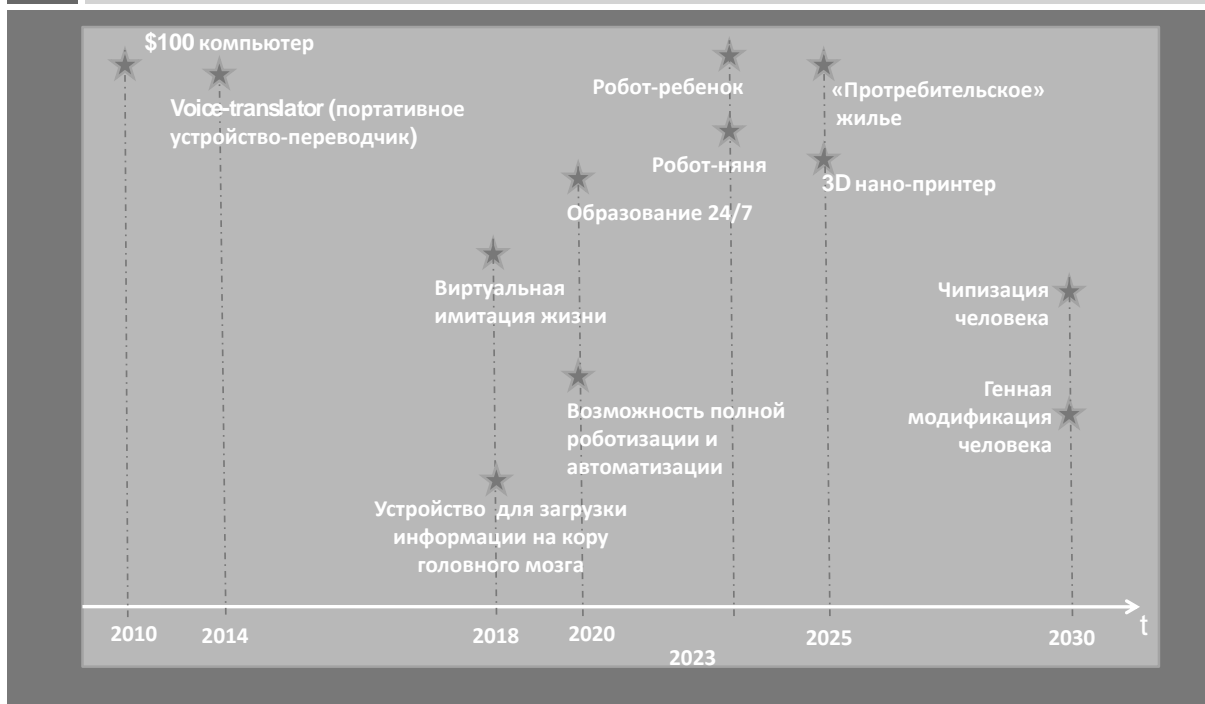 $100 компьютер
Voice-translator (портативное
устройство-переводчик)
Робот-ребенок
«Протребительское»
жилье
Робот-няня
3D нано-принтер
Образование 24/7
Виртуальная
имитация жизни
Чипизация
человека
Возможность полной
роботизации и
автоматизации
Генная
модификация
человека
Устройство для загрузки
информации на кору
головного мозга
t
2010
2014
2018
2020
2023
2025
2030